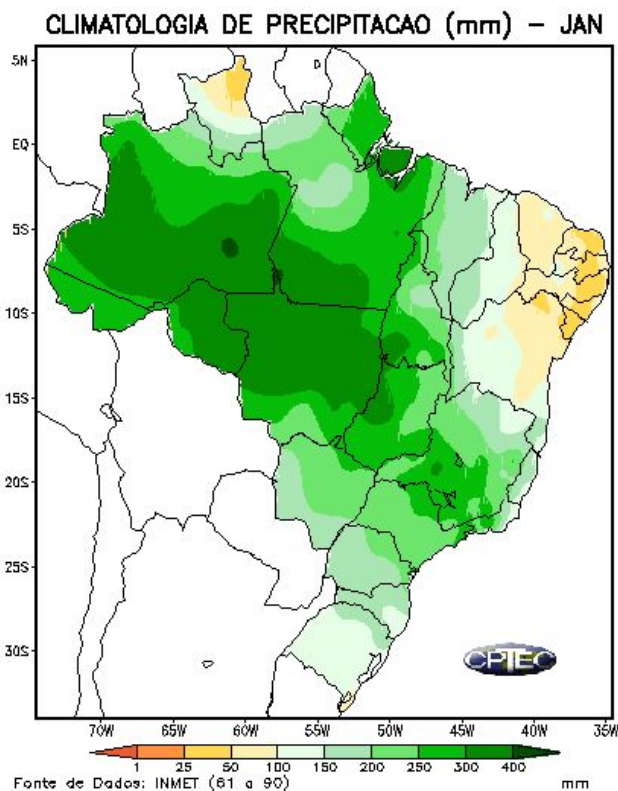 CLIMATOLOGIA DE PRECIPITACAO (mm) – JAN
5N
EQ
5S
10S
15S
20S
25S
30S
CPTEC
70W 65W 60W 55W 50W 45W 40W 35W
1 25 50 100 150 200 250 300 400
Fonte de Dados: INMET (61 a 90) mm